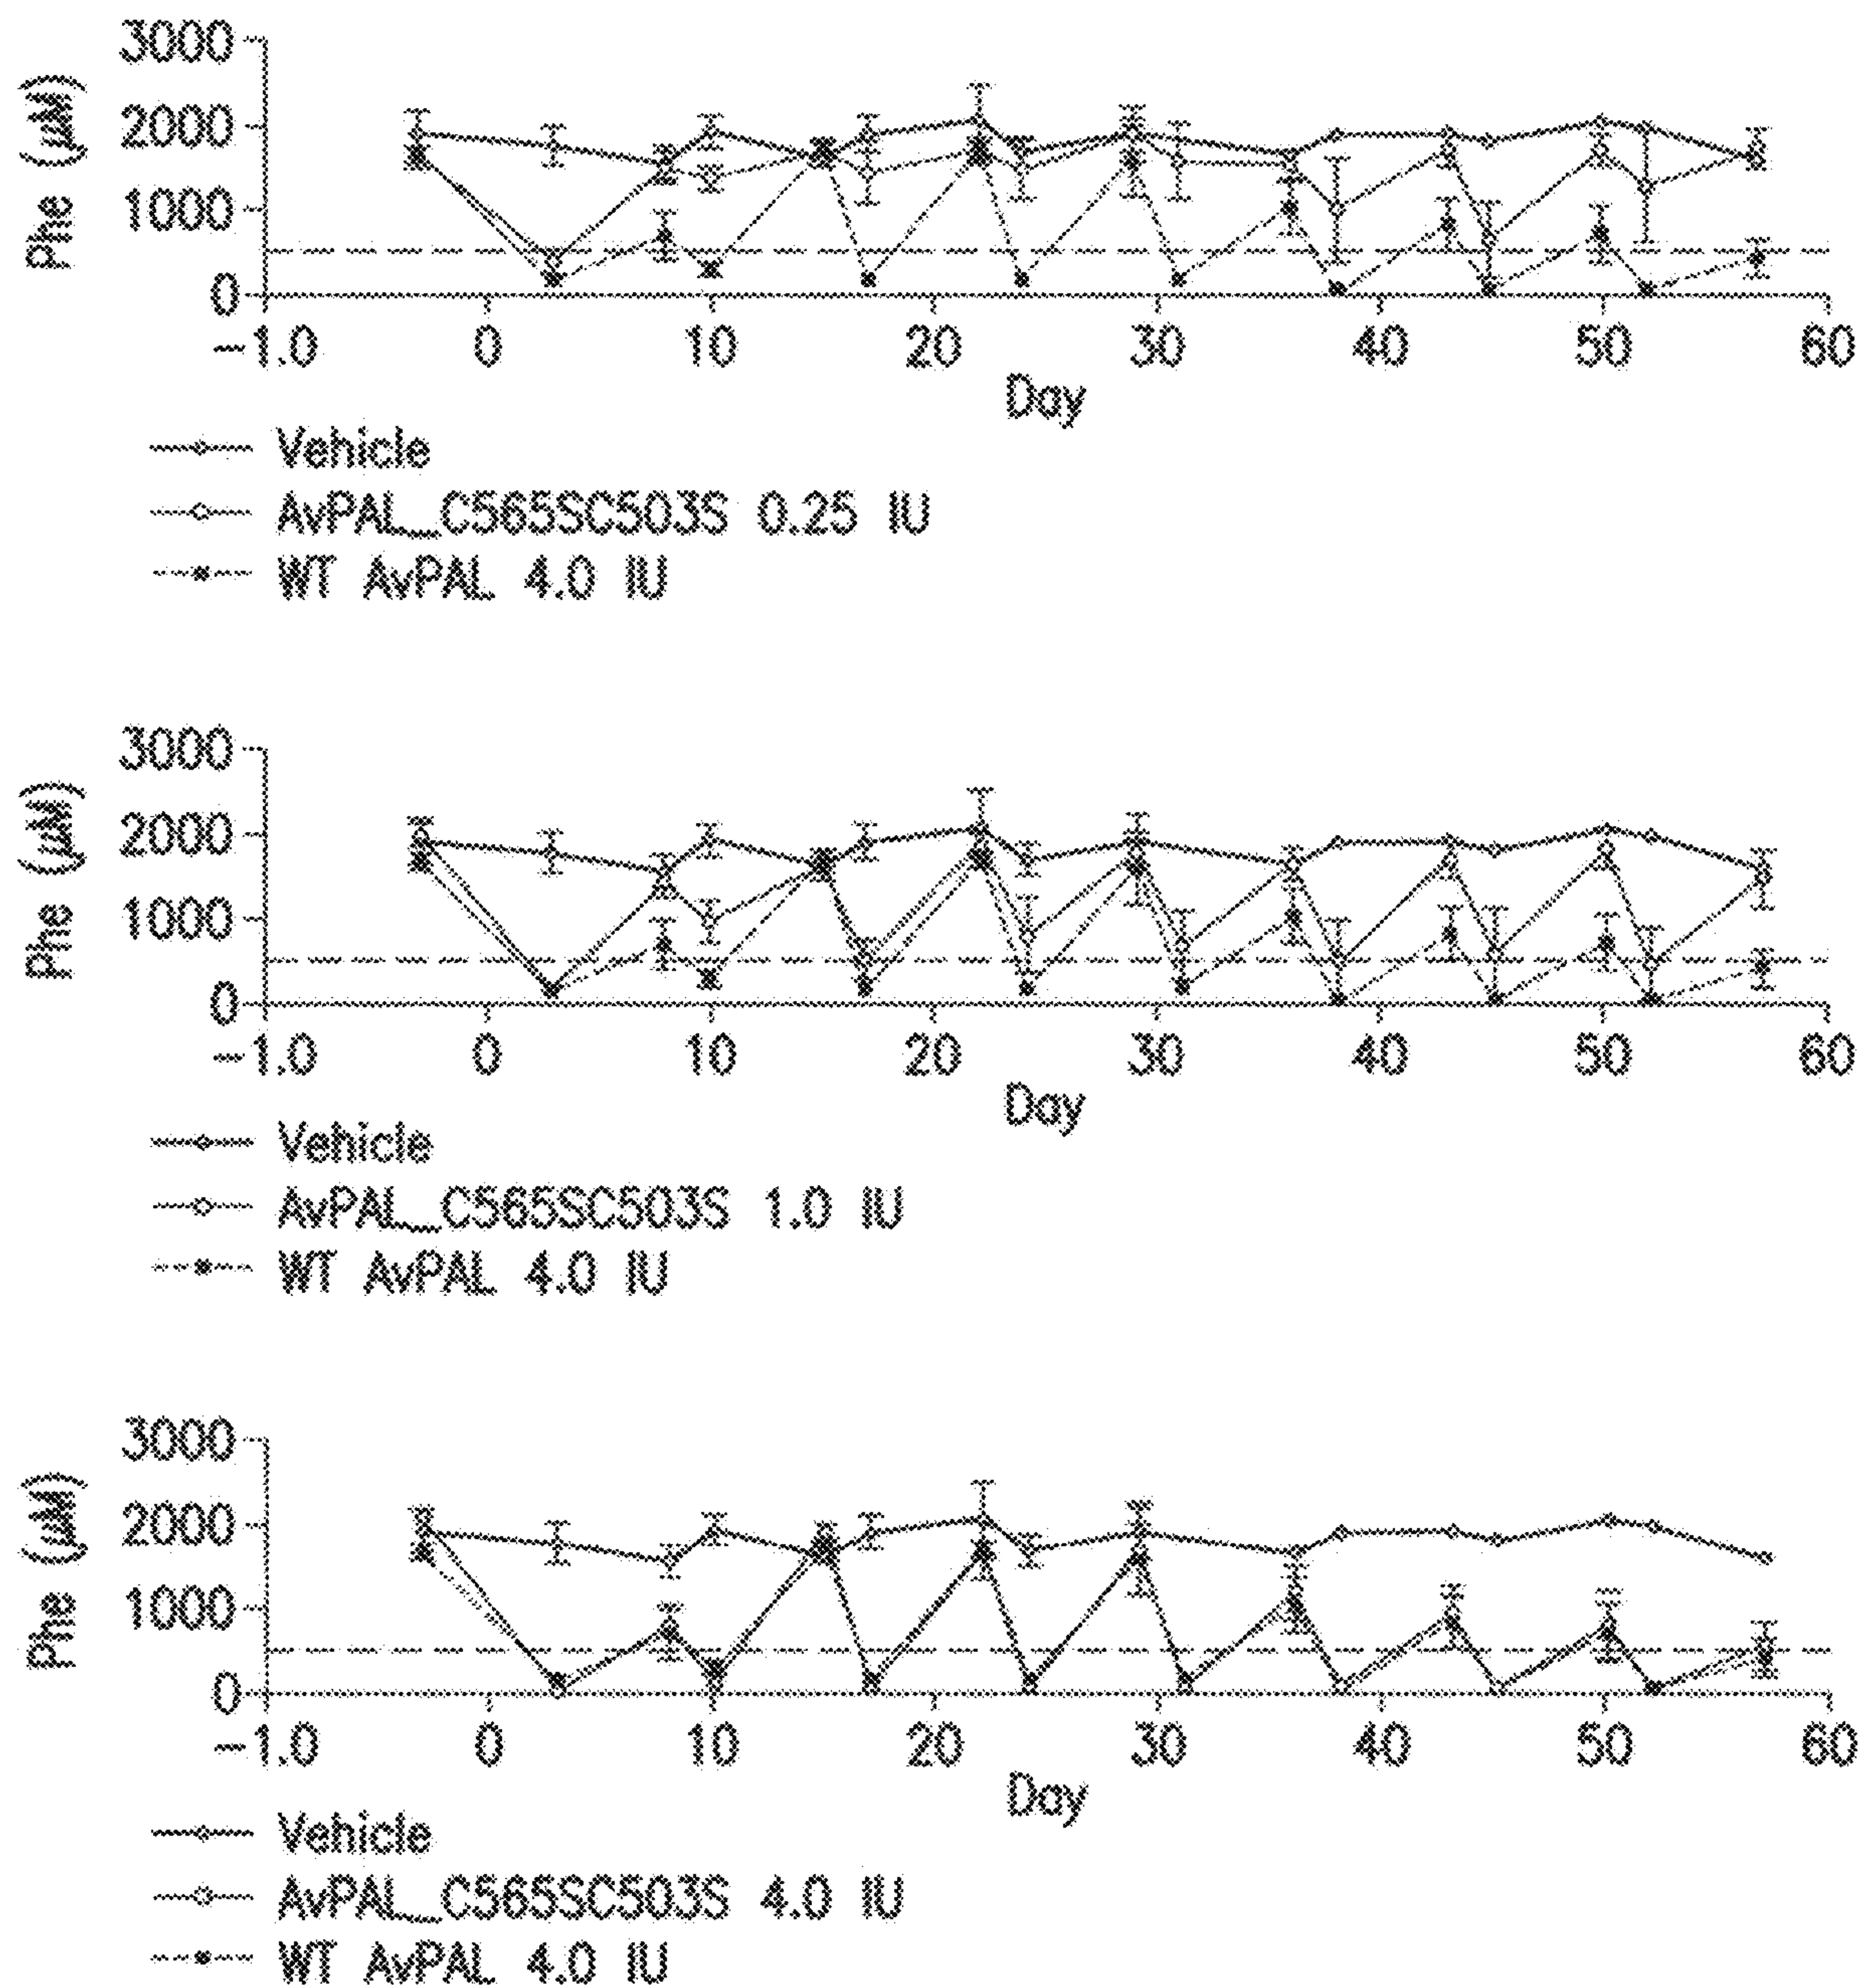 3000
2000
1000
0
Phe (µM)
-1.0 0 10 20 30 40 50 60
Day
Vehicle
AvPAL_C565SC503S 0.25 IU
WT AvPAL 4.0 IU
3000
2000
1000
0
Phe (µM)
-1.0 0 10 20 30 40 50 60
Day
Vehicle
AvPAL_C565SC503S 1.0 IU
WT AvPAL 4.0 IU
3000
2000
1000
0
Phe (µM)
-1.0 0 10 20 30 40 50 60
Day
Vehicle
AvPAL_C565SC503S 4.0 IU
WT AvPAL 4.0 IU